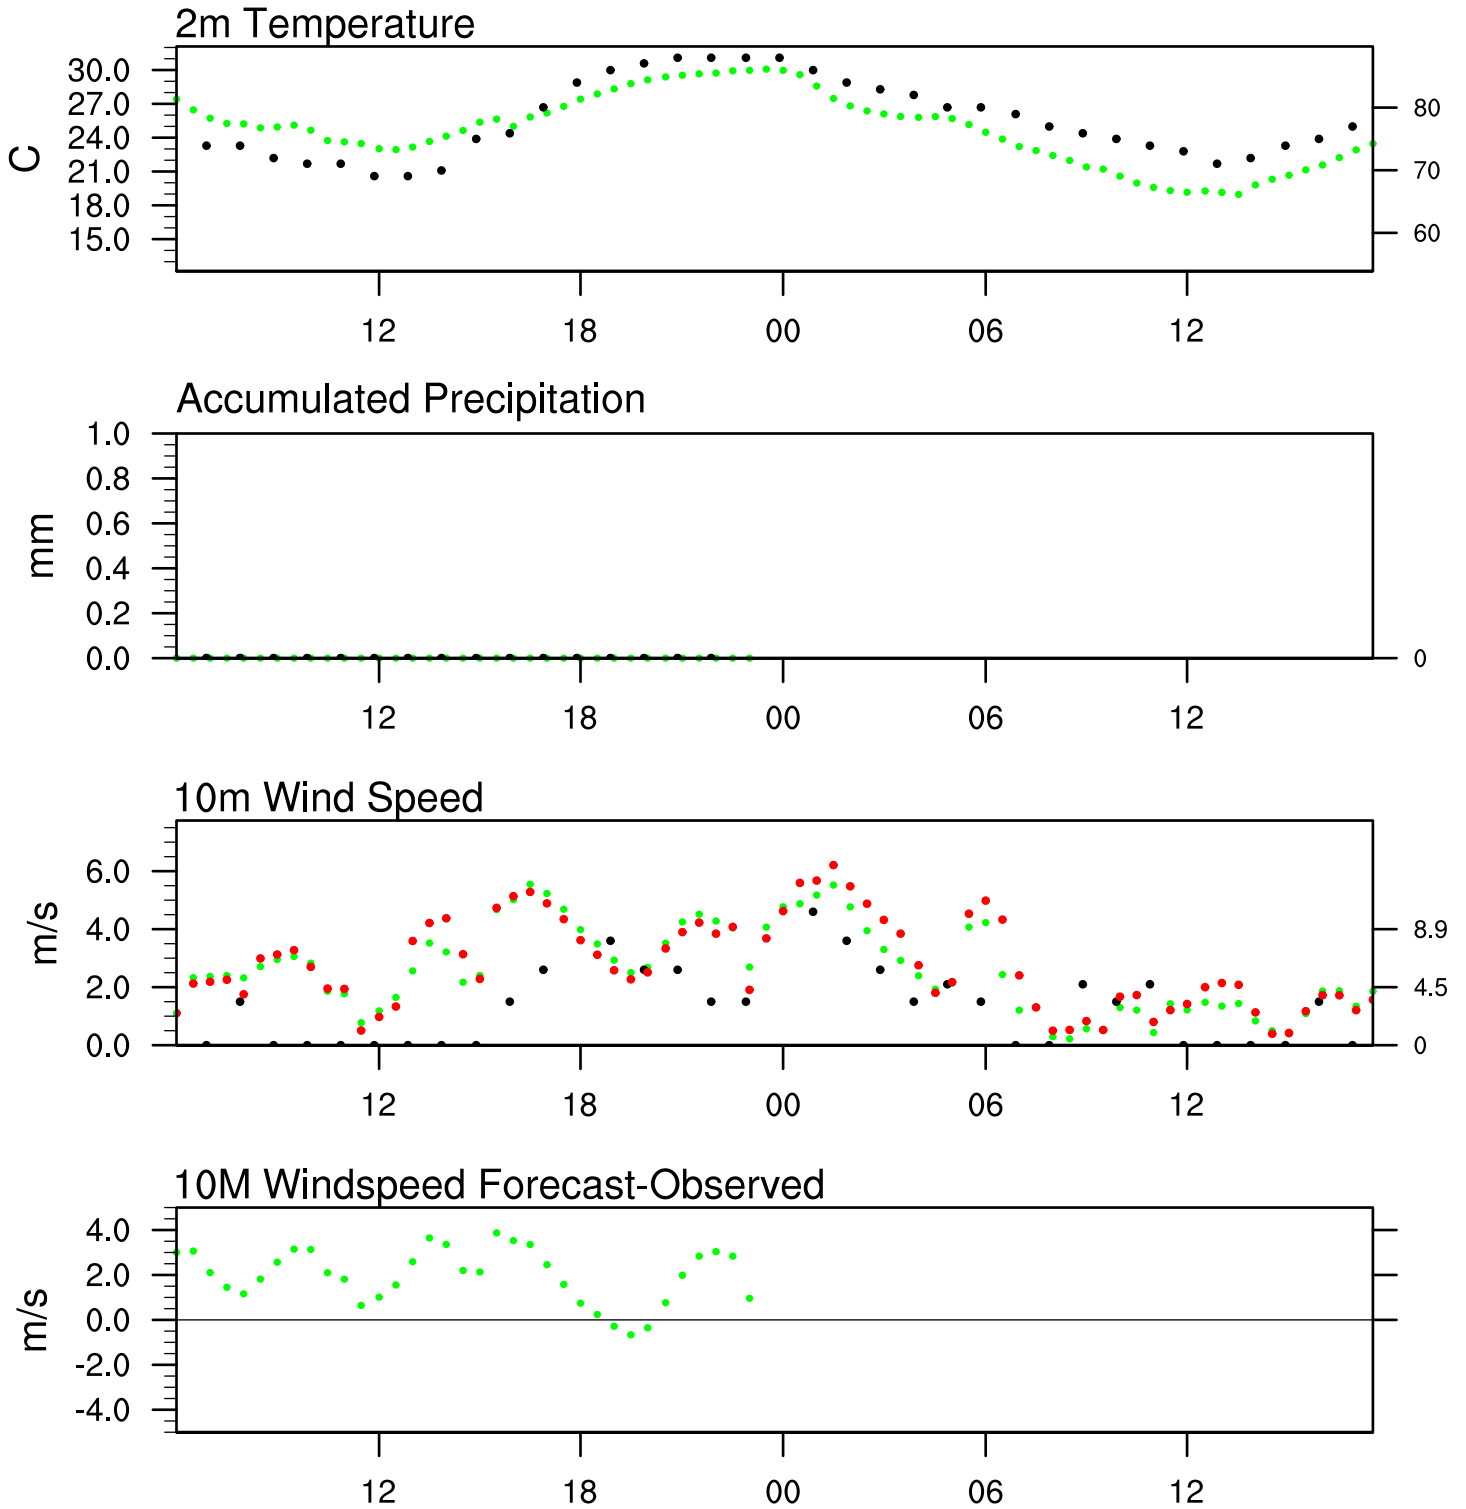 2m Temperature
30.0
27.0
24.0
21.0
18.0
15.0
C
80
70
60
12 18 00 06 12
Accumulated Precipitation
1.0
0.8
0.6
0.4
0.2
0.0
mm
0
12 18 00 06 12
10m Wind Speed
6.0
4.0
2.0
0.0
m/s
8.9
4.5
0
12 18 00 06 12
10M Windspeed Forecast-Observed
4.0
2.0
0.0
-2.0
-4.0
m/s
12 18 00 06 12